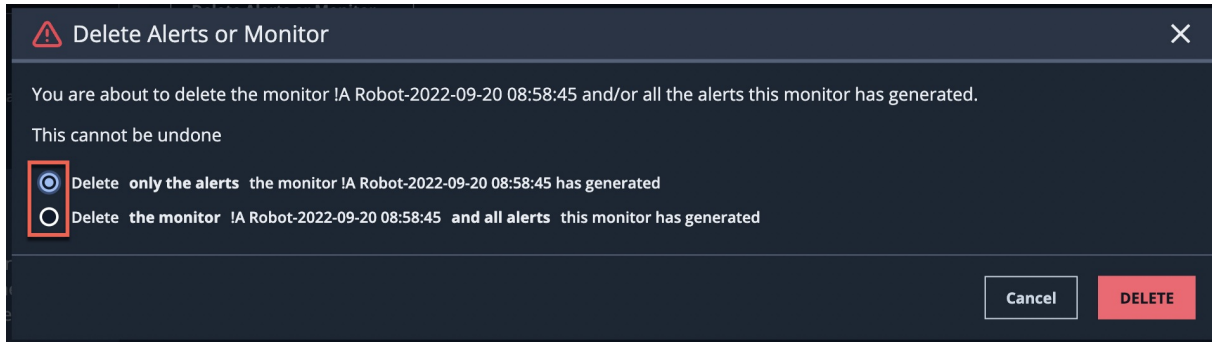 Delete Alerts or Monitor
You are about to delete the monitor !A Robot-2022-09-20 08:58:45 and/or all the alerts this monitor has generated.
This cannot be undone
Delete only the alerts the monitor !A Robot-2022-09-20 08:58:45 has generated
Delete the monitor !A Robot-2022-09-20 08:58:45 and all alerts this monitor has generated
Cancel DELETE